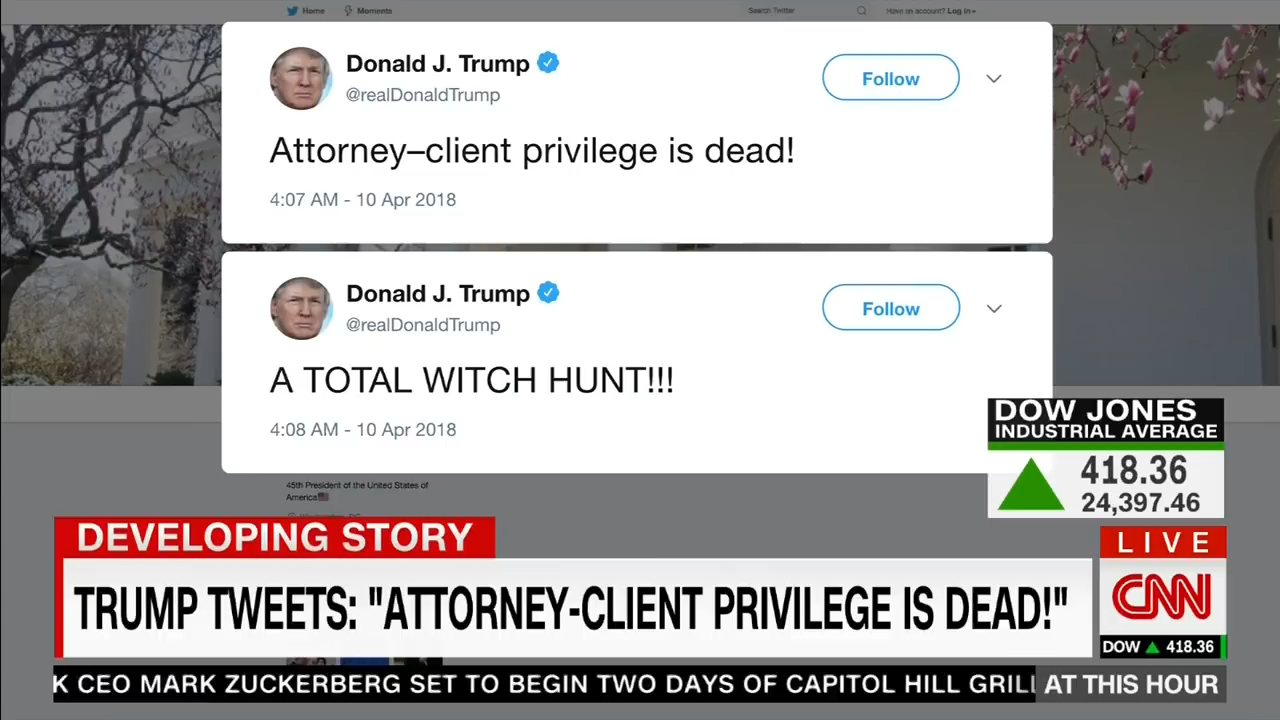 Home
Moments
Search Twitter
Have an account? Log in
Donald J. Trump
@realDonaldTrump
Follow
Attorney–client privilege is dead!
4:07 AM - 10 Apr 2018
Donald J. Trump
@realDonaldTrump
Follow
A TOTAL WITCH HUNT!!!
4:08 AM - 10 Apr 2018
45th President of the United States of
America
DOW JONES
INDUSTRIAL AVERAGE
418.36
24,397.46
DEVELOPING STORY
TRUMP TWEETS: "ATTORNEY-CLIENT PRIVILEGE IS DEAD!"
LIVE
CNN
DOW 418.36
K CEO MARK ZUCKERBERG SET TO BEGIN TWO DAYS OF CAPITOL HILL GRIL
AT THIS HOUR